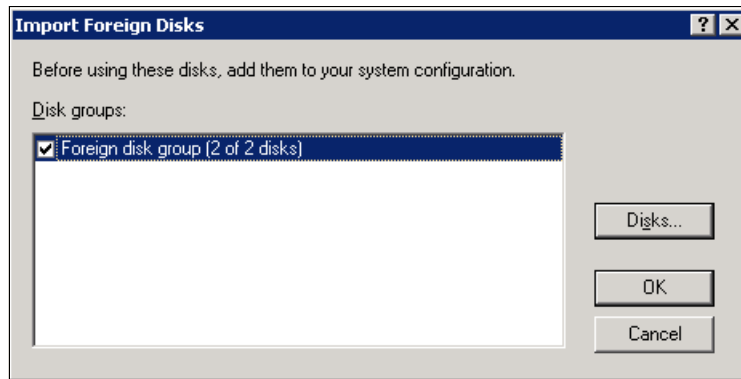 Import Foreign Disks
Before using these disks, add them to your system configuration.
Disk groups:
Foreign disk group (2 of 2 disks)
Disks...
OK
Cancel